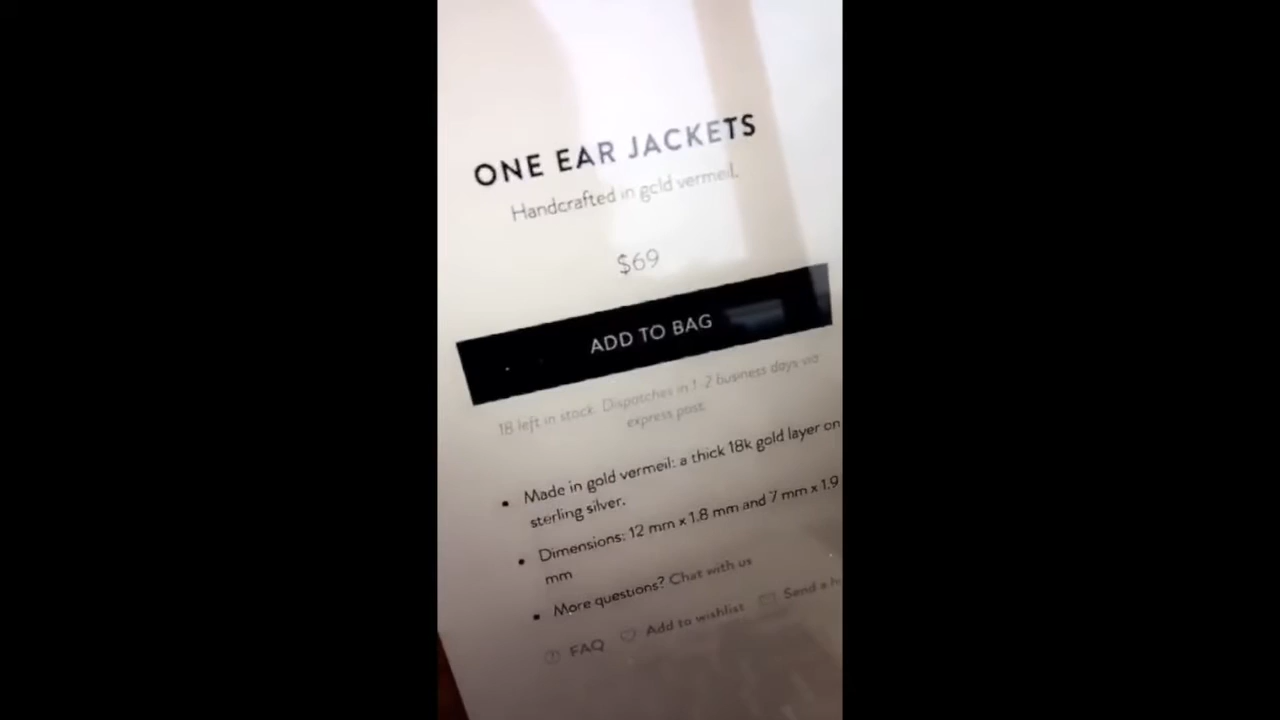 ONE EAR JACKETS
Handcrafted in gold vermeil.
$69
ADD TO BAG
18 left in stock. Dispatches in 1-2 business days via
express post.
Made in gold vermeil: a thick 18k gold layer on
sterling silver.
Dimensions: 12 mm x 1.8 mm and 7 mm x 1.9
mm
More questions? Chat with us
FAQ Add to wishlist Send a